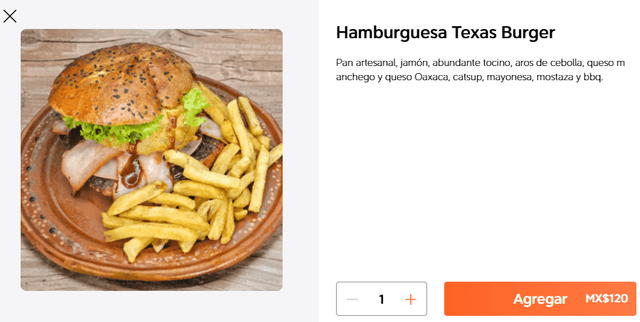 Hamburguesa Texas Burger
Pan artesanal, jamón, abundante tocino, aros de cebolla, queso m
anchego y queso Oaxaca, catsup, mayonesa, mostaza y bbq.
1
Agregar MX$120